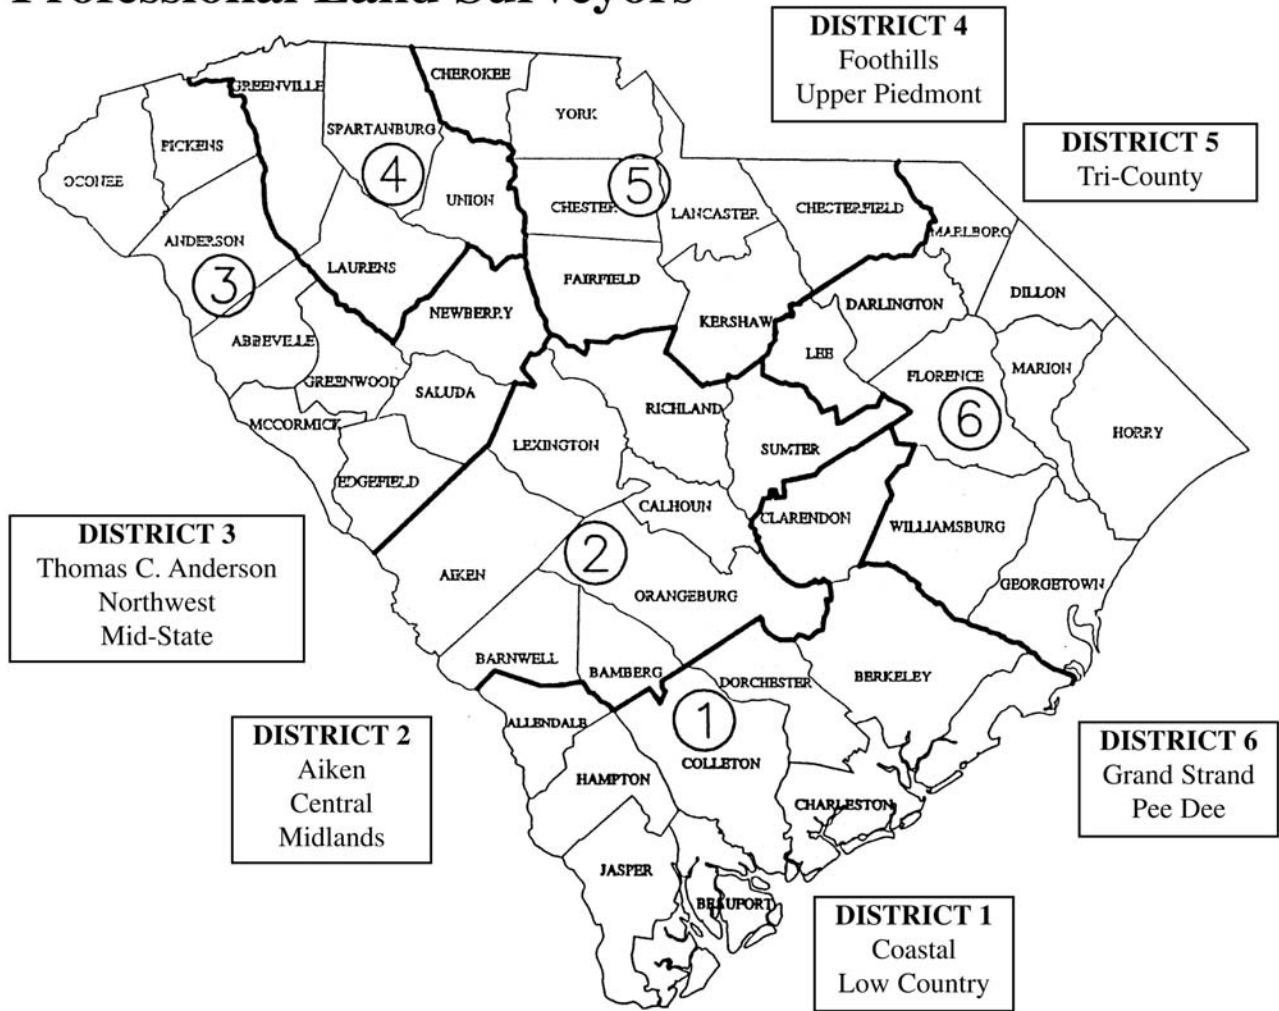 Professional Land Surveyors
DISTRICT 4
Foothills
Upper Piedmont
DISTRICT 5
Tri-County
CHEROKEE
GREENVILLE
YORK
SPARTANBURG
PICKENS
OCONEE
4
5
UNION
CHESTER
LANCASTER
CHESTERFIELD
MARLBORO
ANDERSON
3
LAURENS
FAIRFIELD
DILLON
DARLINGTON
NEWBERRY
KERSHAW
ABBEVILLE
LEE
MARION
FLORENCE
GREENWOOD
SALUDA
RICHLAND
6
MCCORMICK
HORRY
LEXINGTON
SUMTER
EDGEFIELD
CALHOUN
CLARENDON
WILLIAMSBURG
DISTRICT 3
Thomas C. Anderson
Northwest
Mid-State
2
AIKEN
GEORGETOWN
ORANGEBURG
BARNWELL
BAMBERG
DORCHESTER
BERKELEY
ALLENDALE
1
COLLETON
HAMPTON
CHARLESTON
DISTRICT 2
Aiken
Central
Midlands
DISTRICT 6
Grand Strand
Pee Dee
JASPER
BEAUFORT
DISTRICT 1
Coastal
Low Country